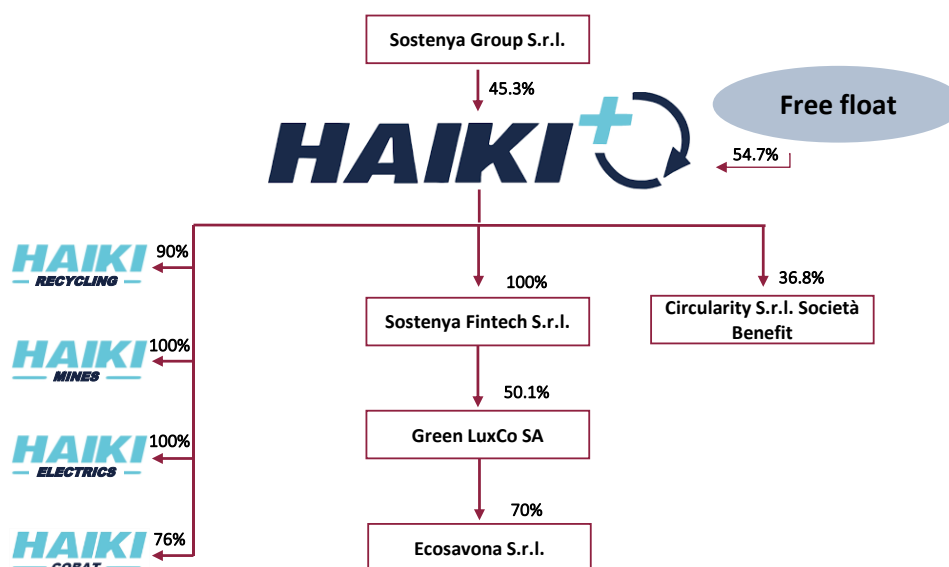 Sostenya Group S.r.l.
45.3%
HAIKI+
Free float
54.7%
HAIKI
RECYCLING
90%
100%
36.8%
Sostenya Fintech S.r.l.
Circularity S.r.l. Società
Benefit
HAIKI
MINES
100%
50.1%
HAIKI
ELECTRICS
100%
Green LuxCo SA
70%
HAIKI
COBAT
76%
Ecosavona S.r.l.